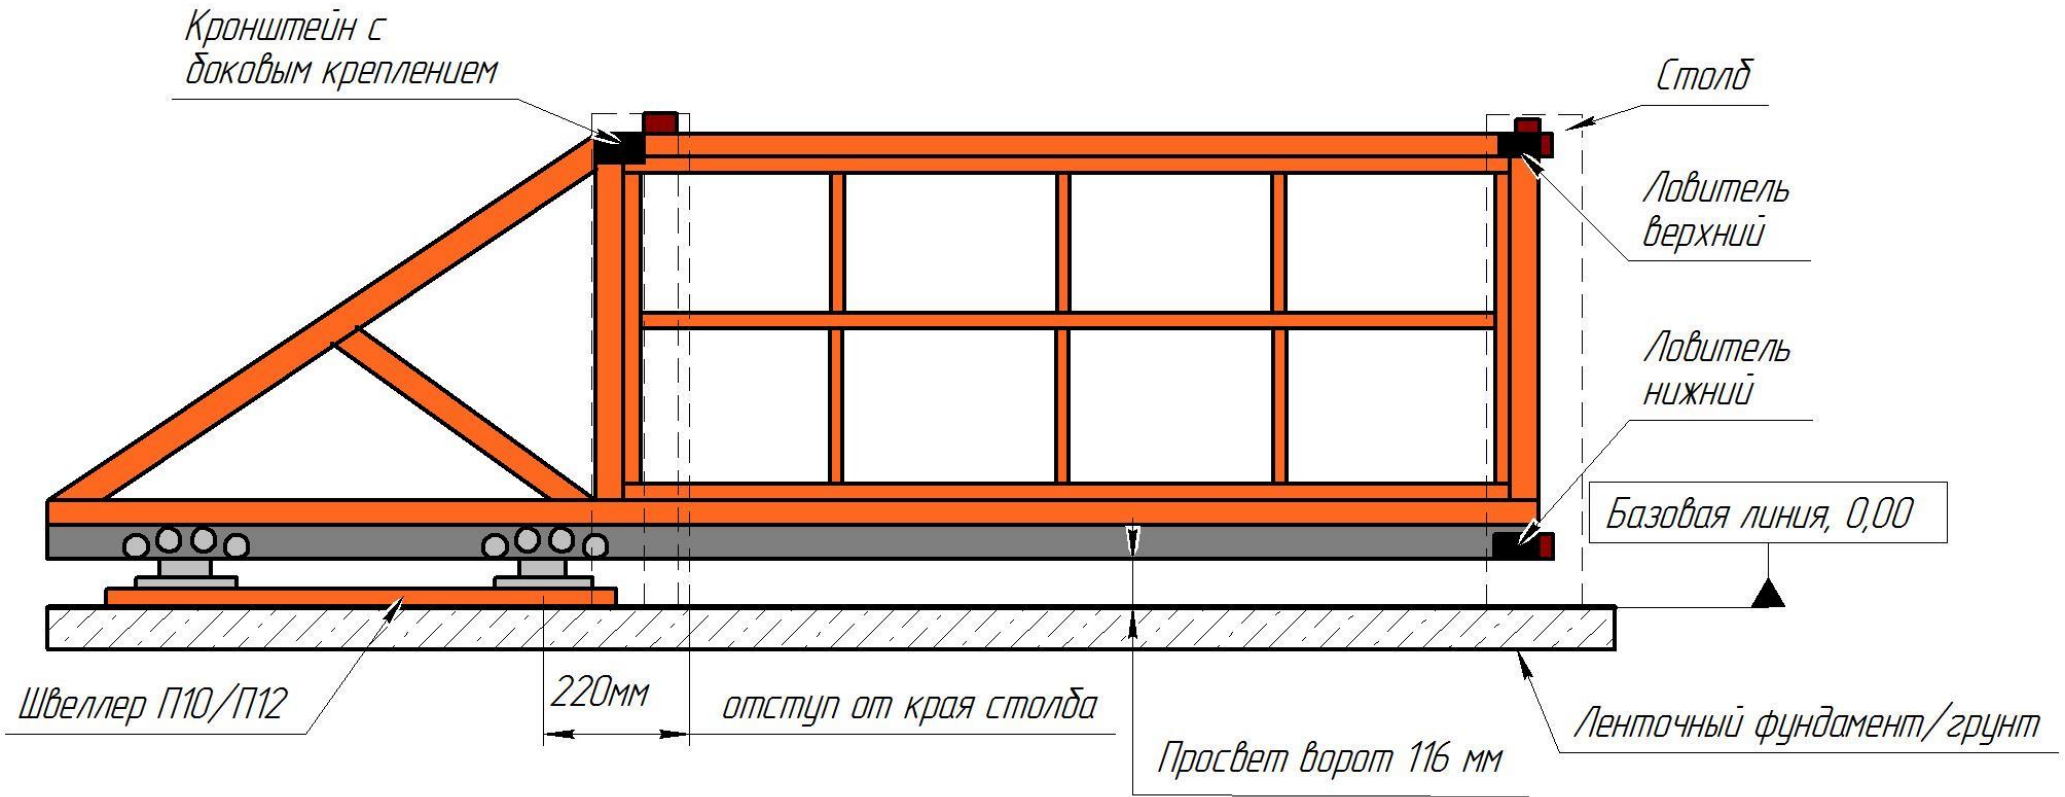 Кронштейн с
боковым креплением
Столб
Ловитель
верхний
Ловитель
нижний
Базовая линия, 0,00
Швеллер П10/П12
220мм
отступ от края столба
Просвет ворот 116 мм
Ленточный фундамент/грунт